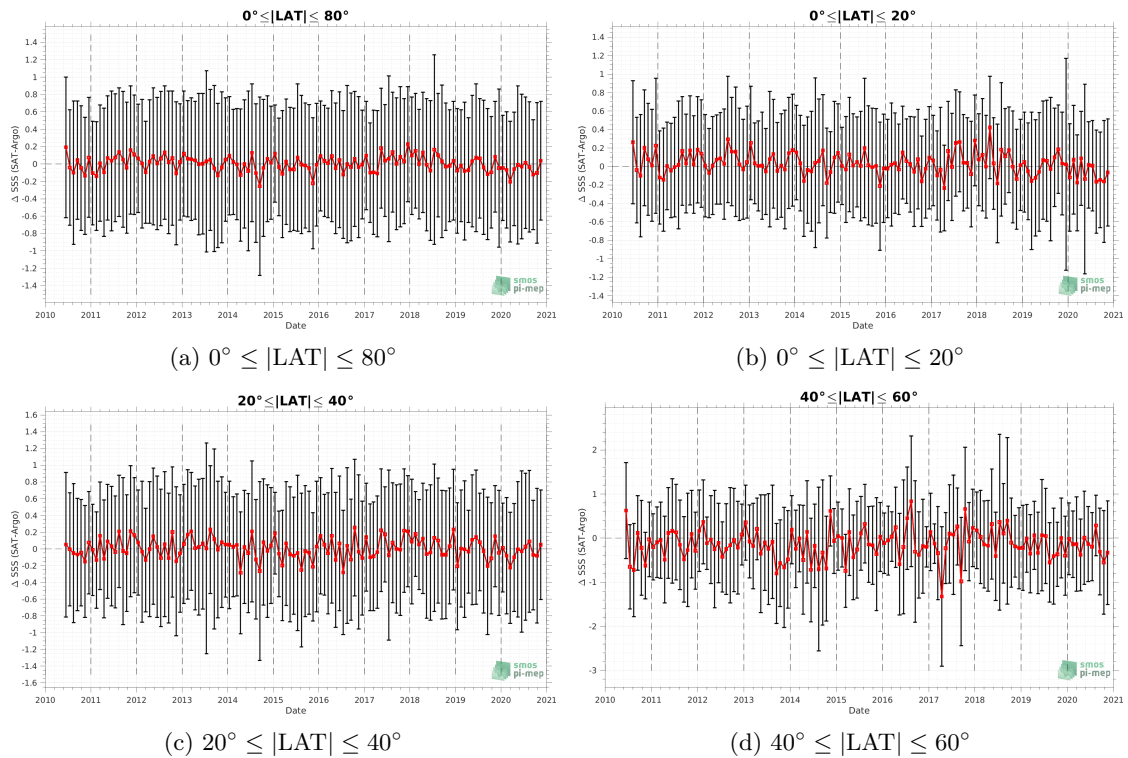 0°≤|LAT|≤ 80°
1.4
1.2
1
0.8
0.6
0.4
0.2
0
-0.2
-0.4
-0.6
-0.8
-1
-1.2
-1.4
Δ SSS (SAT-Argo)
2010 2011 2012 2013 2014 2015 2016 2017 2018 2019 2020 2021
Date
smos
pi-mep
(a) 0° ≤ |LAT| ≤ 80°
0°≤|LAT|≤ 20°
1.4
1.2
1
0.8
0.6
0.4
0.2
0
-0.2
-0.4
-0.6
-0.8
-1
-1.2
-1.4
Δ SSS (SAT-Argo)
2010 2011 2012 2013 2014 2015 2016 2017 2018 2019 2020 2021
Date
smos
pi-mep
(b) 0° ≤ |LAT| ≤ 20°
20°≤|LAT|≤ 40°
1.6
1.4
1.2
1
0.8
0.6
0.4
0.2
0
-0.2
-0.4
-0.6
-0.8
-1
-1.2
-1.4
-1.6
Δ SSS (SAT-Argo)
2010 2011 2012 2013 2014 2015 2016 2017 2018 2019 2020 2021
Date
smos
pi-mep
(c) 20° ≤ |LAT| ≤ 40°
40°≤|LAT|≤ 60°
2
1
0
-1
-2
-3
Δ SSS (SAT-Argo)
2010 2011 2012 2013 2014 2015 2016 2017 2018 2019 2020 2021
Date
smos
pi-mep
(d) 40° ≤ |LAT| ≤ 60°